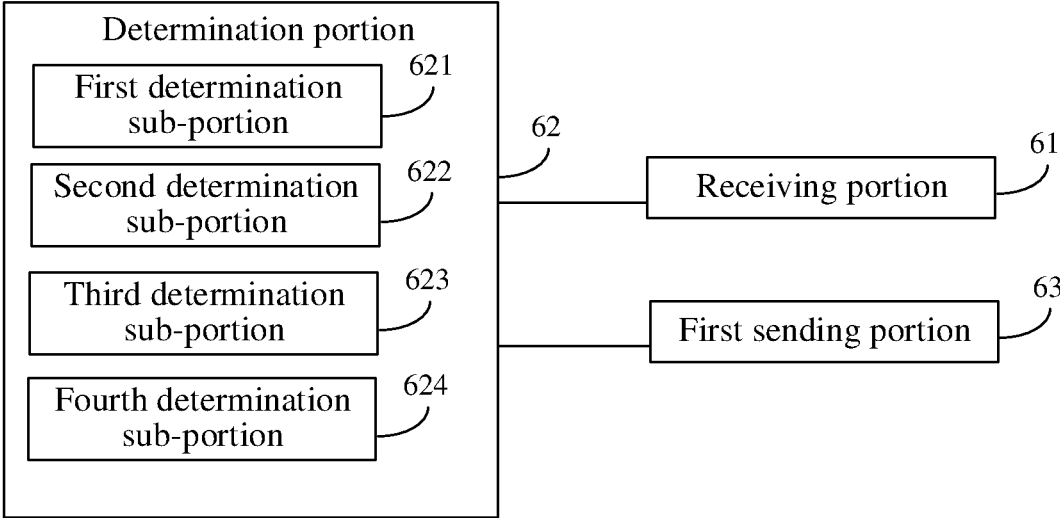 Determination portion
First determination
sub-portion
621
Second determination
sub-portion
622
Third determination
sub-portion
623
Fourth determination
sub-portion
624
62
Receiving portion
61
First sending portion
63